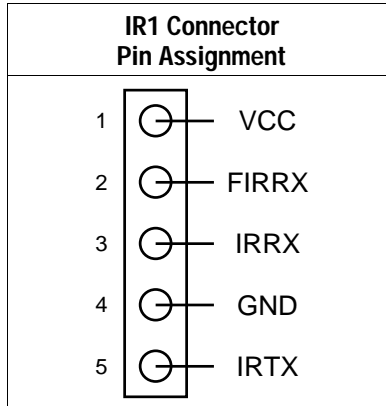 IR1 Connector
Pin Assignment
1 VCC
2 FIRRX
3 IRRX
4 GND
5 IRTX